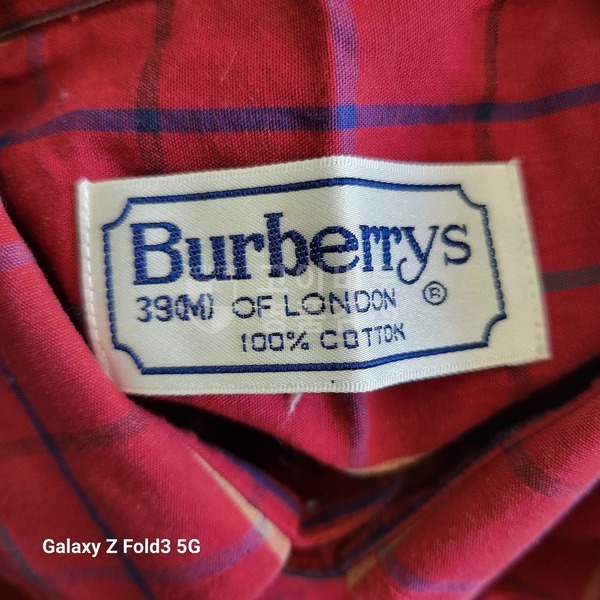 Burberrys
39(M) OF LONDON ®
100% COTTON
Galaxy Z Fold3 5G